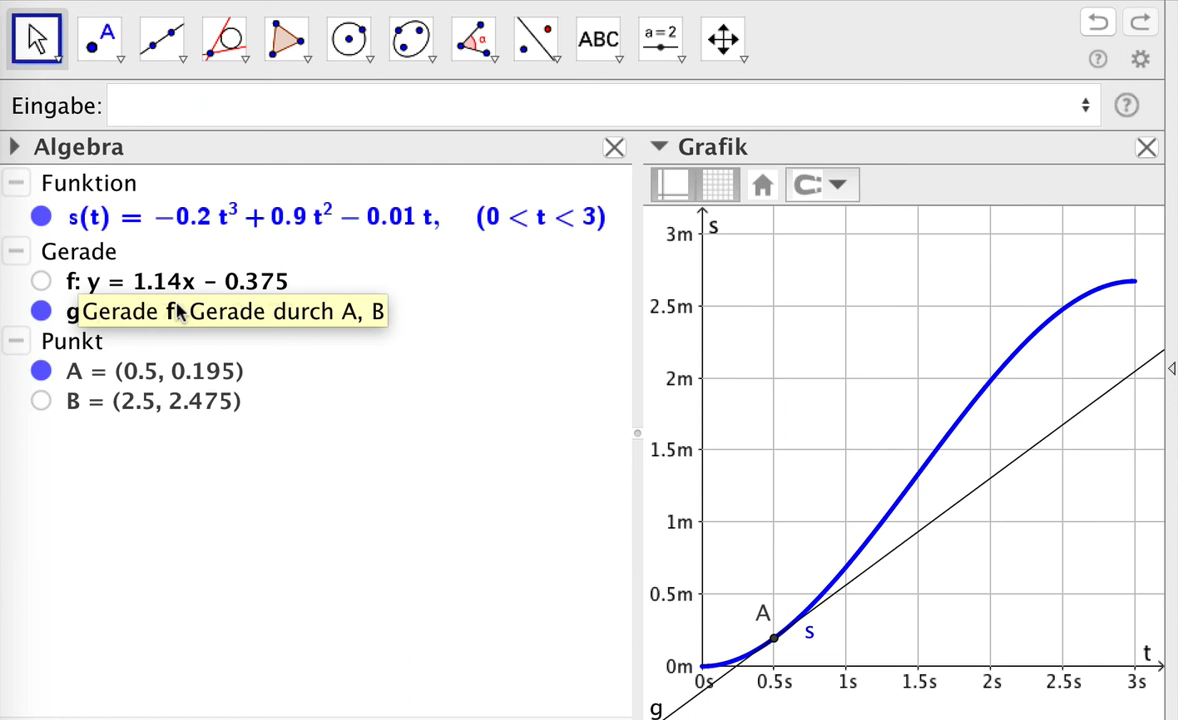 A
α
ABC
a=2
Eingabe:
Algebra
Funktion
s(t) = −0.2 t³ + 0.9 t² − 0.01 t, (0 < t < 3)
Gerade
f: y = 1.14x − 0.375
g
Gerade f: Gerade durch A, B
Punkt
A = (0.5, 0.195)
B = (2.5, 2.475)
Grafik
s
3m
2.5m
2m
1.5m
1m
0.5m
0m
A
s
t
0s 0.5s 1s 1.5s 2s 2.5s 3s
g